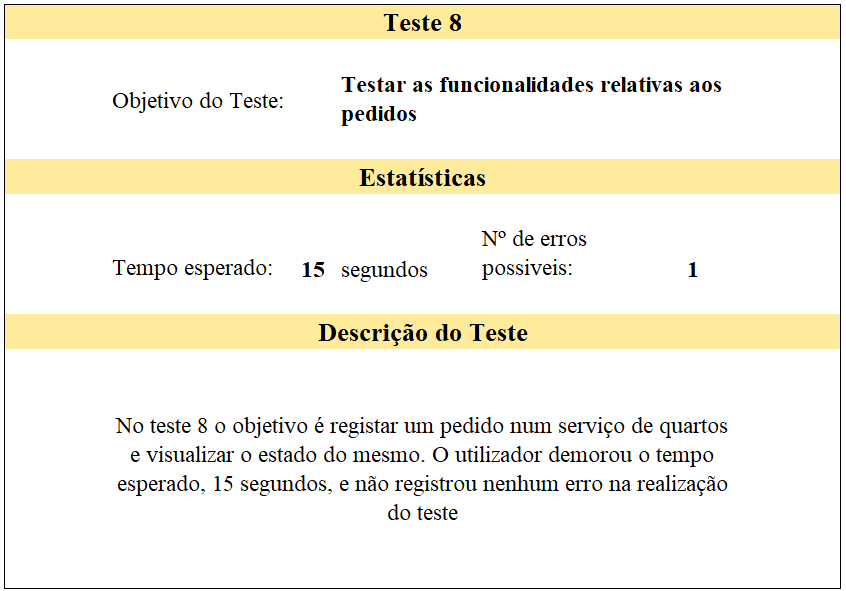 Teste 8
Objetivo do Teste:
Testar as funcionalidades relativas aos
pedidos
Estatísticas
Tempo esperado: 15 segundos
Nº de erros
possiveis: 1
Descrição do Teste
No teste 8 o objetivo é registar um pedido num serviço de quartos
e visualizar o estado do mesmo. O utilizador demorou o tempo
esperado, 15 segundos, e não registrou nenhum erro na realização
do teste